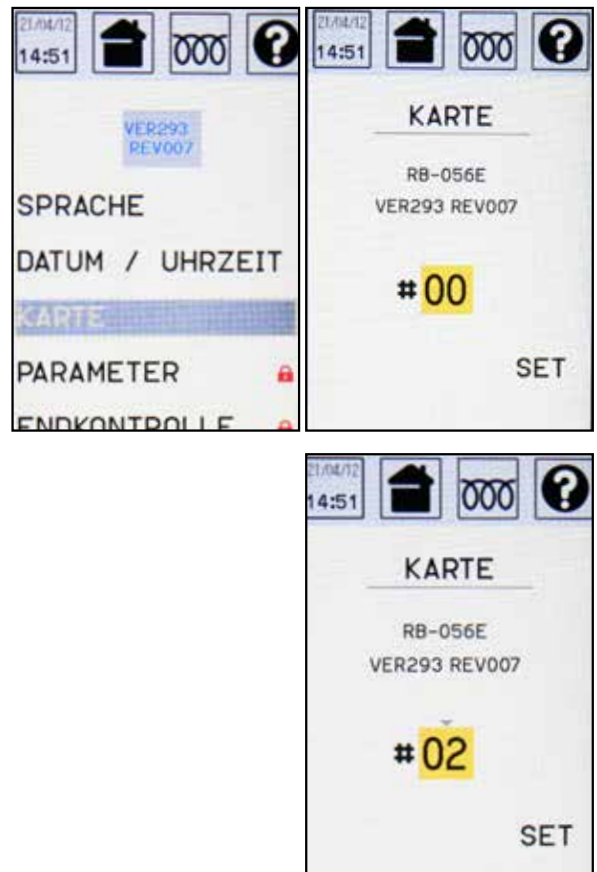 21/04/12
14:51
VER293
REV007
SPRACHE
DATUM / UHRZEIT
KARTE
PARAMETER
ENDKONTROLLE
21/04/12
14:51
?
KARTE
RB-056E
VER293 REV007
#00
SET
21/04/12
14:51
?
KARTE
RB-056E
VER293 REV007
#02
SET